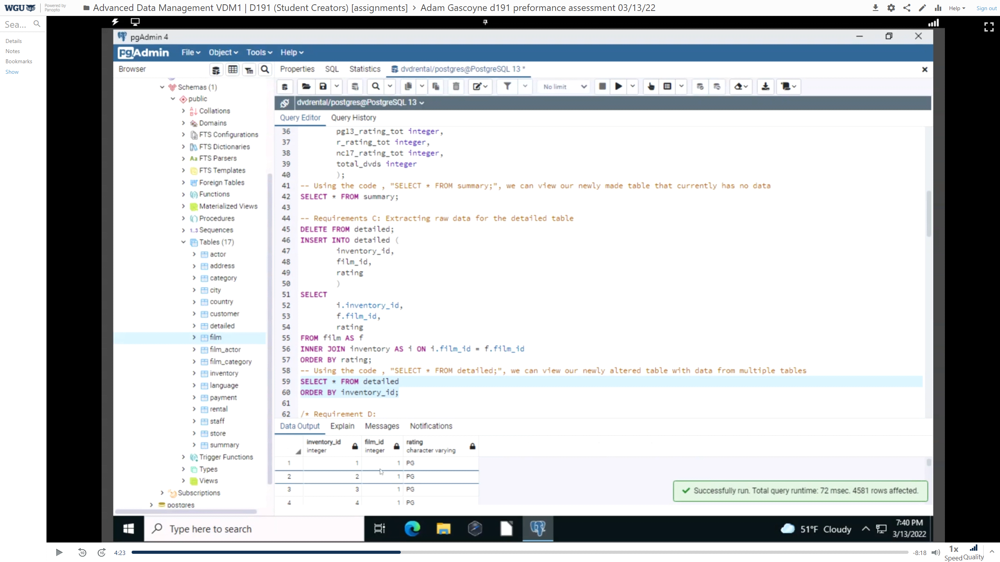 WGU Powered by Panopto
Advanced Data Management VDM1 | D191 (Student Creators) [assignments] > Adam Gascoyne d191 preformance assessment 03/13/22
Help
Sign out
Sea...
Details
Notes
Bookmarks
Show
pgAdmin 4
pgAdmin File Object Tools Help
Browser
Properties SQL Statistics dvdrental/postgres@PostgreSQL 13 *
No limit
dvdrental/postgres@PostgreSQL 13
Query Editor Query History
Schemas (1)
public
Collations
Domains
FTS Configurations
FTS Dictionaries
Aa FTS Parsers
FTS Templates
Foreign Tables
Functions
Materialized Views
Procedures
1..3 Sequences
Tables (17)
actor
address
category
city
country
customer
detailed
film
film_actor
film_category
inventory
language
payment
rental
staff
store
summary
Trigger Functions
Types
Views
Subscriptions
postgres
36 pg13_rating_tot integer,
37 r_rating_tot integer,
38 nc17_rating_tot integer,
39 total_dvds integer
40 );
41 -- Using the code , "SELECT * FROM summary;", we can view our newly made table that currently has no data
42 SELECT * FROM summary;
43
44 -- Requirements C: Extracting raw data for the detailed table
45 DELETE FROM detailed;
46 INSERT INTO detailed (
47 inventory_id,
48 film_id,
49 rating
50 )
51 SELECT
52 i.inventory_id,
53 f.film_id,
54 rating
55 FROM film AS f
56 INNER JOIN inventory AS i ON i.film_id = f.film_id
57 ORDER BY rating;
58 -- Using the code , "SELECT * FROM detailed;", we can view our newly altered table with data from multiple tables
59 SELECT * FROM detailed
60 ORDER BY inventory_id;
61
62 /* Requirement D:
Data Output Explain Messages Notifications
inventory_id film_id rating
integer integer character varying
1 1 1 PG
2 2 1 PG
3 3 1 PG
4 4 1 PG
Successfully run. Total query runtime: 72 msec. 4581 rows affected.
Type here to search
51°F Cloudy
7:40 PM
3/13/2022
10 10 4:23
-8:18
1x
Speed Quality